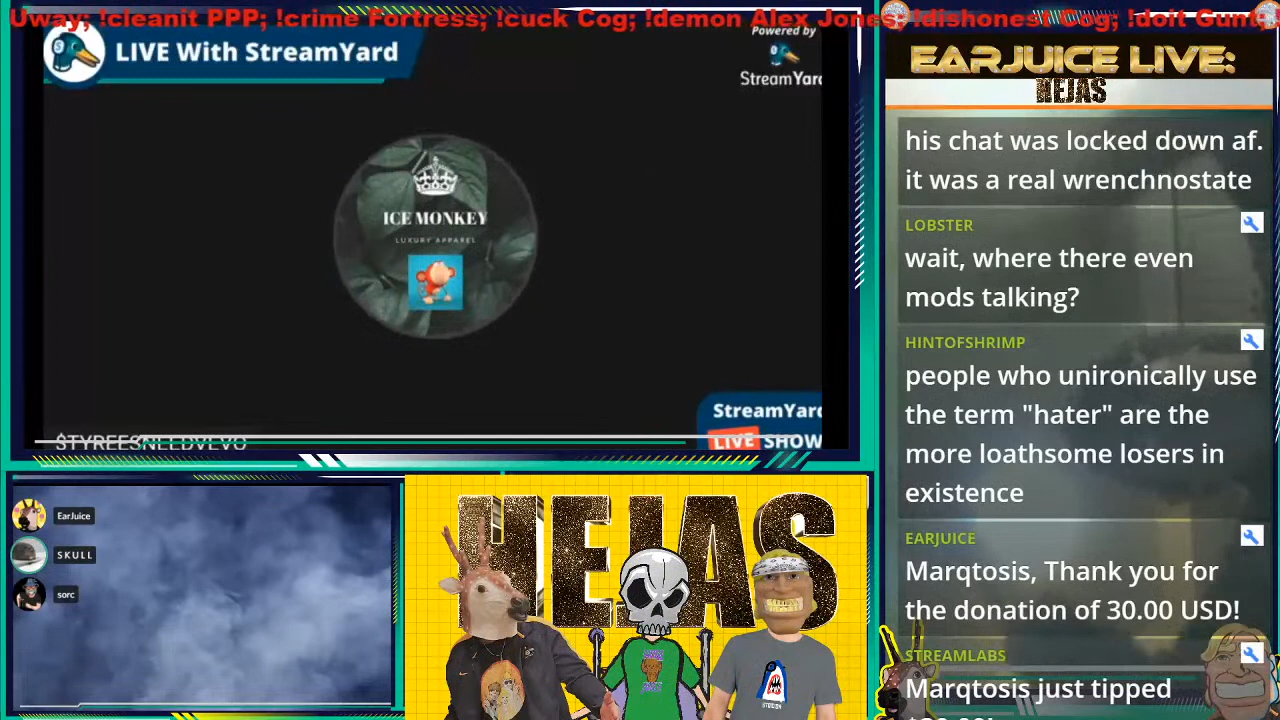 Uway; !cleanit PPP; !crime Fortress; !cuck Cog; !demon Alex Jones; !dishonest Cog; !doit Gunt;
LIVE With StreamYard
Powered by
StreamYard
ICE MONKEY
LUXURY APPAREL
StreamYard
LIVE SHOW
$TYREESNEEDVEVO
EarJuice
SKULL
sorc
HEJAS
EARJUICE LIVE:
HEJAS
his chat was locked down af.
it was a real wrenchnostate
LOBSTER
wait, where there even
mods talking?
HINTOFSHRIMP
people who unironically use
the term "hater" are the
more loathsome losers in
existence
EARJUICE
Marqtosis, Thank you for
the donation of 30.00 USD!
STREAMLABS
Marqtosis just tipped